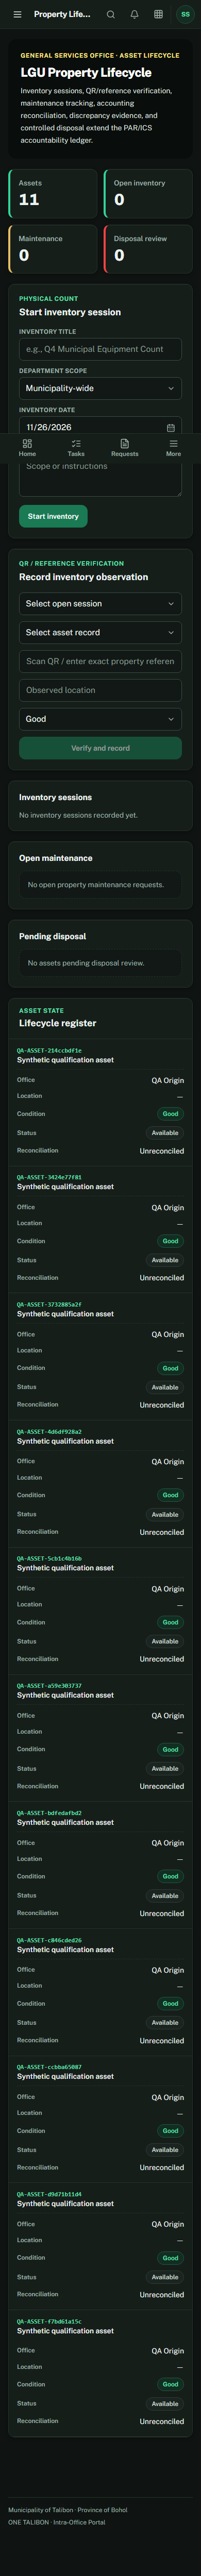 Property Life...
SS
GENERAL SERVICES OFFICE · ASSET LIFECYCLE
LGU Property Lifecycle
Inventory sessions, QR/reference verification,
maintenance tracking, accounting
reconciliation, discrepancy evidence, and
controlled disposal extend the PAR/ICS
accountability ledger.
Assets
11
Open inventory
0
Maintenance
0
Disposal review
0
PHYSICAL COUNT
Start inventory session
INVENTORY TITLE
e.g., Q4 Municipal Equipment Count
DEPARTMENT SCOPE
Municipality-wide
INVENTORY DATE
11/26/2026
Home
Tasks
Requests
More
Scope or instructions
Start inventory
QR / REFERENCE VERIFICATION
Record inventory observation
Select open session
Select asset record
Scan QR / enter exact property referen
Observed location
Good
Verify and record
Inventory sessions
No inventory sessions recorded yet.
Open maintenance
No open property maintenance requests.
Pending disposal
No assets pending disposal review.
ASSET STATE
Lifecycle register
QA-ASSET-214ccbdf1e
Synthetic qualification asset
Office QA Origin
Location —
Condition Good
Status Available
Reconciliation Unreconciled
QA-ASSET-3424e77f81
Synthetic qualification asset
Office QA Origin
Location —
Condition Good
Status Available
Reconciliation Unreconciled
QA-ASSET-3732885a2f
Synthetic qualification asset
Office QA Origin
Location —
Condition Good
Status Available
Reconciliation Unreconciled
QA-ASSET-4d6df928a2
Synthetic qualification asset
Office QA Origin
Location —
Condition Good
Status Available
Reconciliation Unreconciled
QA-ASSET-5cb1c4b16b
Synthetic qualification asset
Office QA Origin
Location —
Condition Good
Status Available
Reconciliation Unreconciled
QA-ASSET-a59e303737
Synthetic qualification asset
Office QA Origin
Location —
Condition Good
Status Available
Reconciliation Unreconciled
QA-ASSET-bdfedafbd2
Synthetic qualification asset
Office QA Origin
Location —
Condition Good
Status Available
Reconciliation Unreconciled
QA-ASSET-c846cded26
Synthetic qualification asset
Office QA Origin
Location —
Condition Good
Status Available
Reconciliation Unreconciled
QA-ASSET-ccbba65087
Synthetic qualification asset
Office QA Origin
Location —
Condition Good
Status Available
Reconciliation Unreconciled
QA-ASSET-d9d71b11d4
Synthetic qualification asset
Office QA Origin
Location —
Condition Good
Status Available
Reconciliation Unreconciled
QA-ASSET-f7bd61a15c
Synthetic qualification asset
Office QA Origin
Location —
Condition Good
Status Available
Reconciliation Unreconciled
Municipality of Talibon · Province of Bohol
ONE TALIBON · Intra-Office Portal